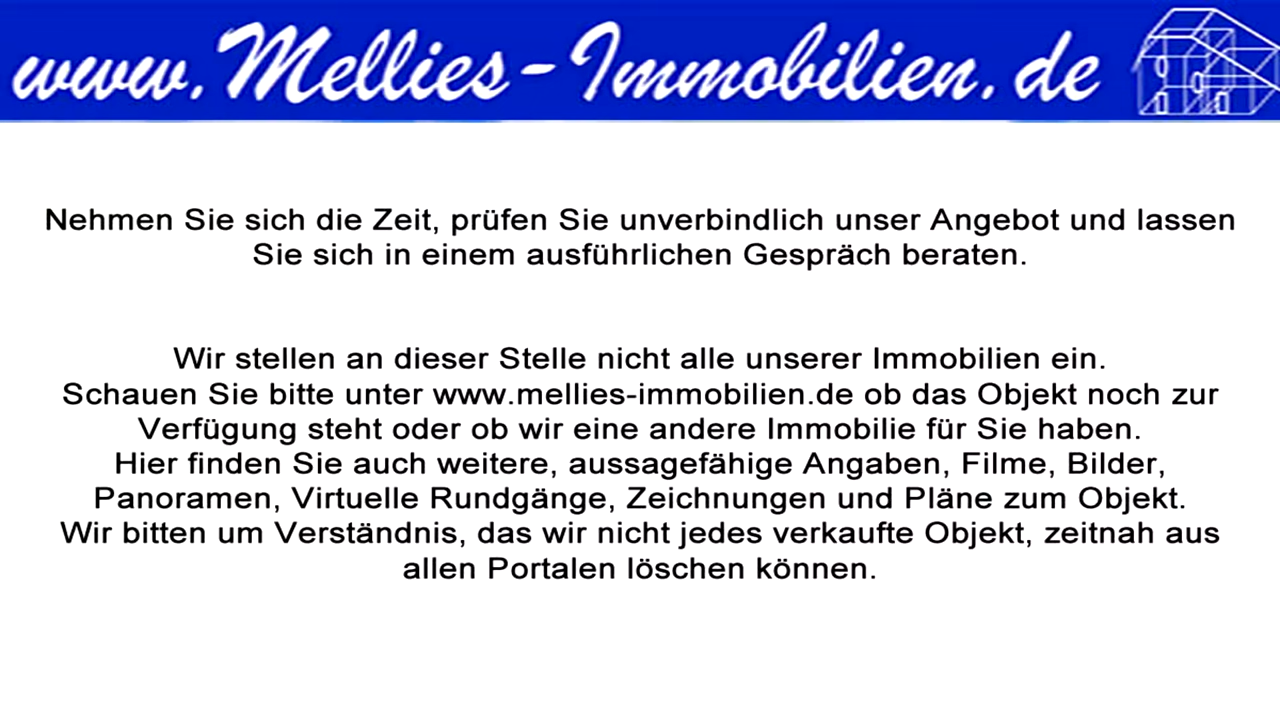 www.Mellies-Immobilien.de
Nehmen Sie sich die Zeit, prüfen Sie unverbindlich unser Angebot und lassen
Sie sich in einem ausführlichen Gespräch beraten.
Wir stellen an dieser Stelle nicht alle unserer Immobilien ein.
Schauen Sie bitte unter www.mellies-immobilien.de ob das Objekt noch zur
Verfügung steht oder ob wir eine andere Immobilie für Sie haben.
Hier finden Sie auch weitere, aussagefähige Angaben, Filme, Bilder,
Panoramen, Virtuelle Rundgänge, Zeichnungen und Pläne zum Objekt.
Wir bitten um Verständnis, das wir nicht jedes verkaufte Objekt, zeitnah aus
allen Portalen löschen können.